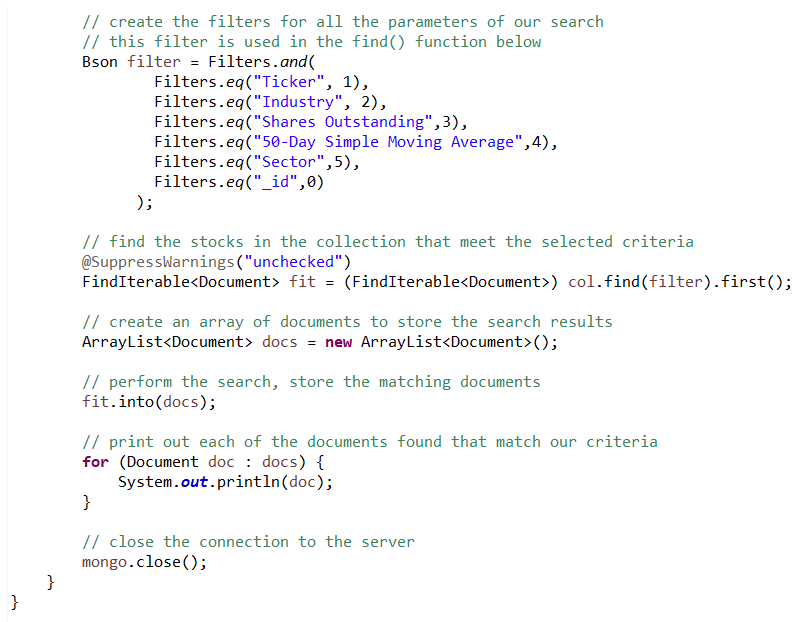 // create the filters for all the parameters of our search
// this filter is used in the find() function below
Bson filter = Filters.and(
Filters.eq("Ticker", 1),
Filters.eq("Industry", 2),
Filters.eq("Shares Outstanding",3),
Filters.eq("50-Day Simple Moving Average",4),
Filters.eq("Sector",5),
Filters.eq("_id",0)
);
// find the stocks in the collection that meet the selected criteria
@SuppressWarnings("unchecked")
FindIterable<Document> fit = (FindIterable<Document>) col.find(filter).first();
// create an array of documents to store the search results
ArrayList<Document> docs = new ArrayList<Document>();
// perform the search, store the matching documents
fit.into(docs);
// print out each of the documents found that match our criteria
for (Document doc : docs) {
System.out.println(doc);
}
// close the connection to the server
mongo.close();
}
}